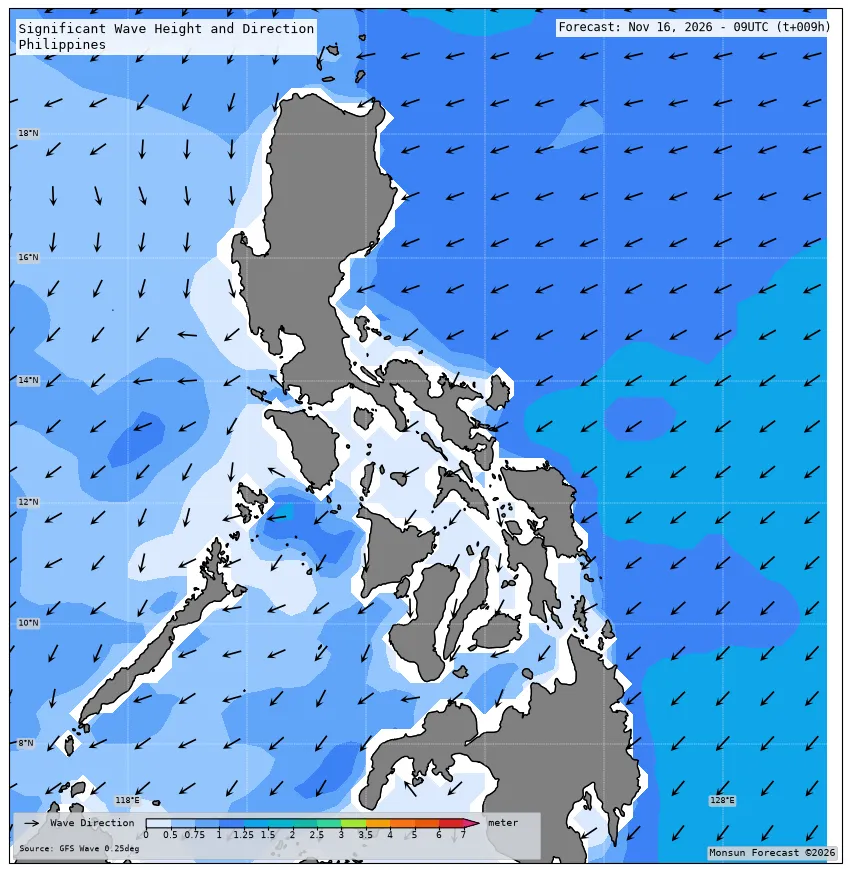 Significant Wave Height and Direction
Philippines
Forecast: Nov 16, 2026 - 09UTC (t+009h)
18°N
16°N
14°N
12°N
10°N
8°N
118°E
128°E
Wave Direction
0 0.5 0.75 1 1.25 1.5 2 2.5 3 3.5 4 5 6 7 meter
Source: GFS Wave 0.25deg
Monsun Forecast ©2026